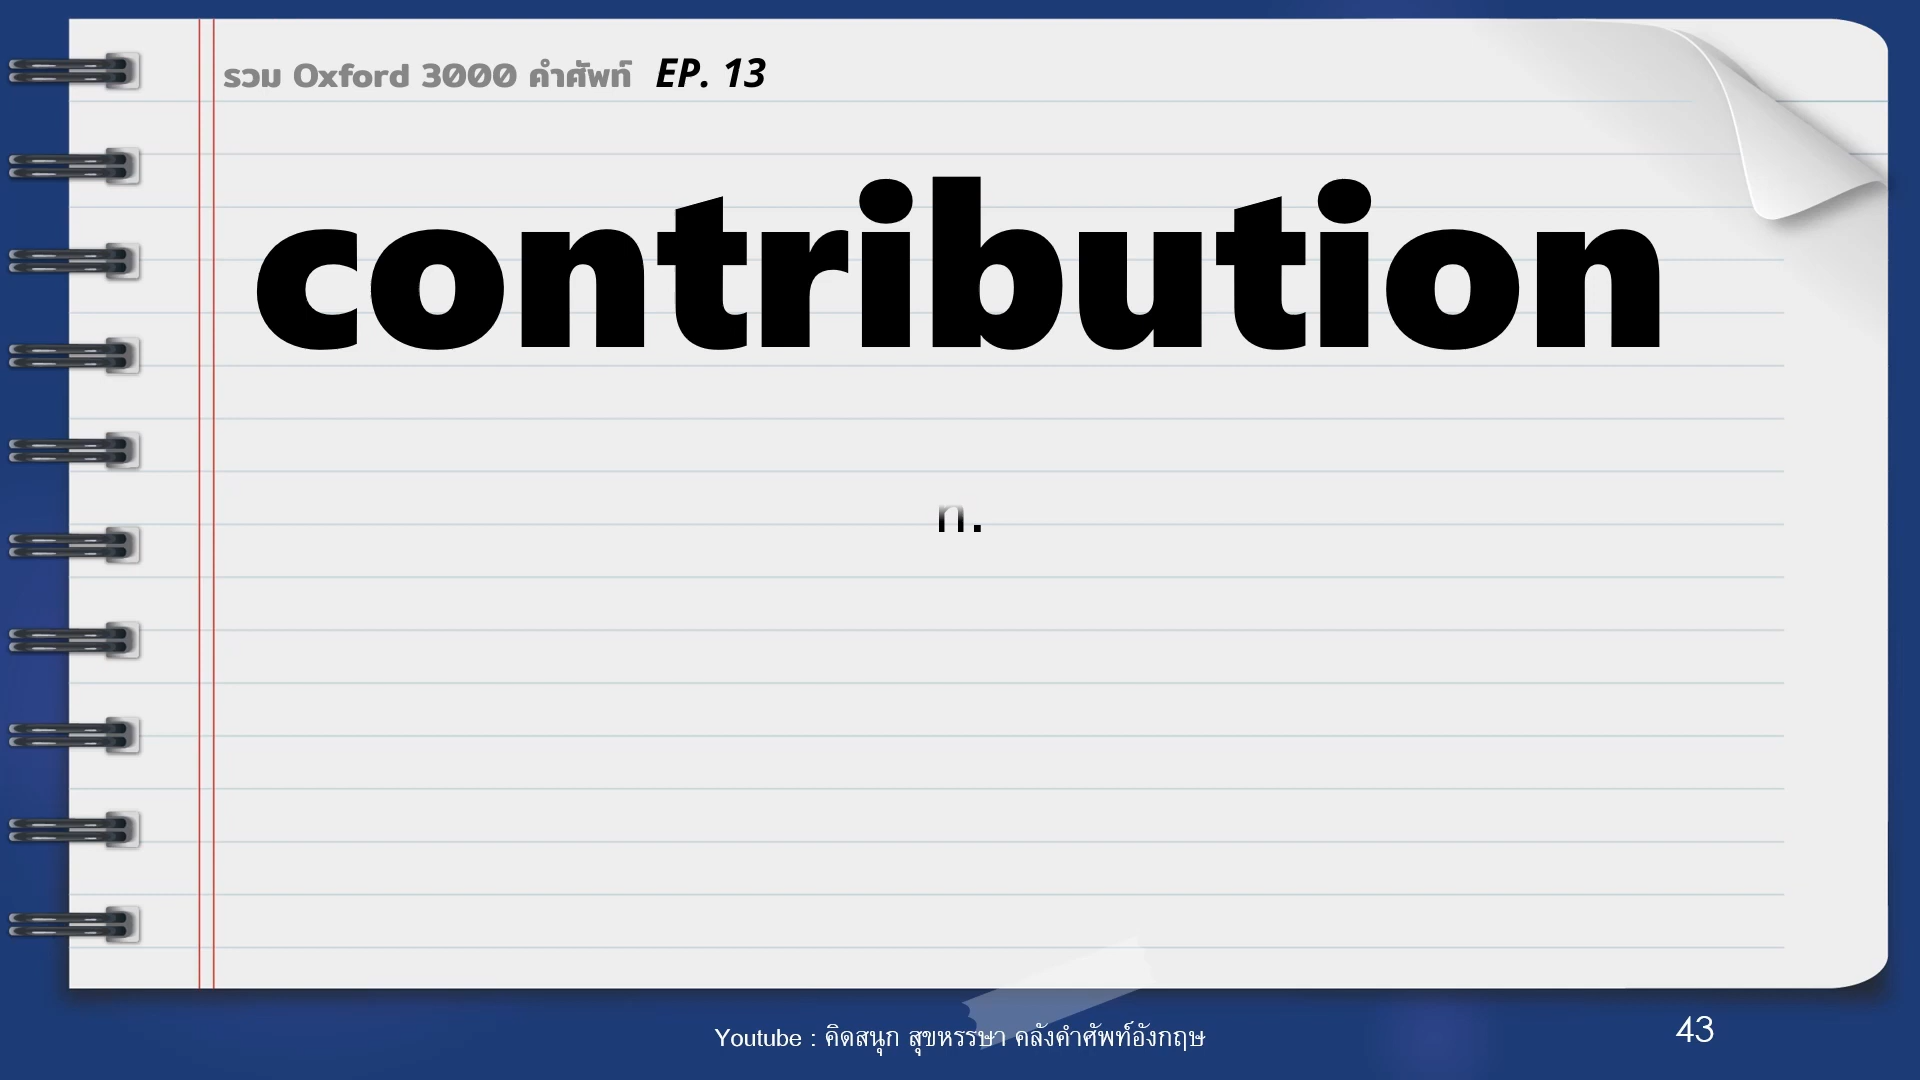 รวม Oxford 3000 คำศัพท์ EP. 13
contribution
n.
Youtube : คิดสนุก สุขหรรษา คลังคำศัพท์อังกฤษ
43